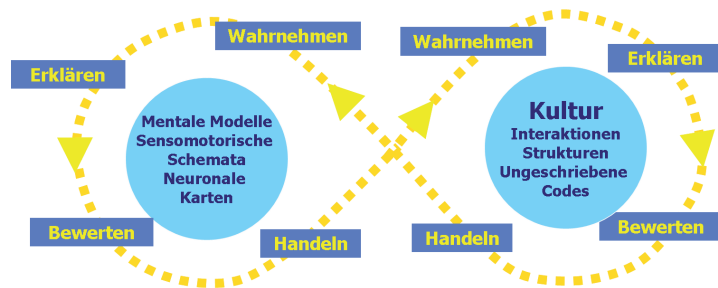 Wahrnehmen
Erklären
Mentale Modelle
Sensomotorische
Schemata
Neuronale
Karten
Bewerten
Handeln
Wahrnehmen
Erklären
Kultur
Interaktionen
Strukturen
Ungeschriebene
Codes
Bewerten
Handeln